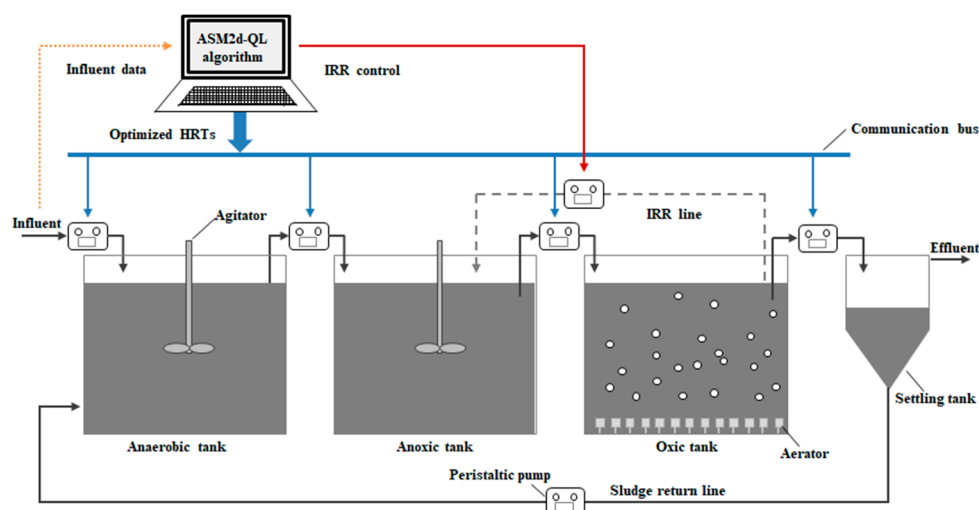 ASM2d-QL
algorithm
Influent data
IRR control
Optimized HRTs
Communication bus
Agitator
Influent
IRR line
Effluent
Settling tank
Anaerobic tank
Anoxic tank
Oxic tank
Aerator
Peristaltic pump
Sludge return line